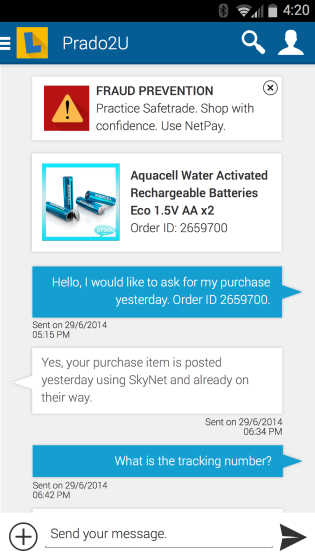 4:20
Prado2U
FRAUD PREVENTION
Practice Safetrade. Shop with
confidence. Use NetPay.
Aquacell Water Activated
Rechargeable Batteries
Eco 1.5V AA x2
Order ID: 2659700
Hello, I would like to ask for my purchase
yesterday. Order ID 2659700.
Sent on 29/6/2014
05:15 PM
Yes, your purchase item is posted
yesterday using SkyNet and already on
their way.
Sent on 29/6/2014
06:34 PM
What is the tracking number?
Sent on 29/6/2014
06:42 PM
Send your message.